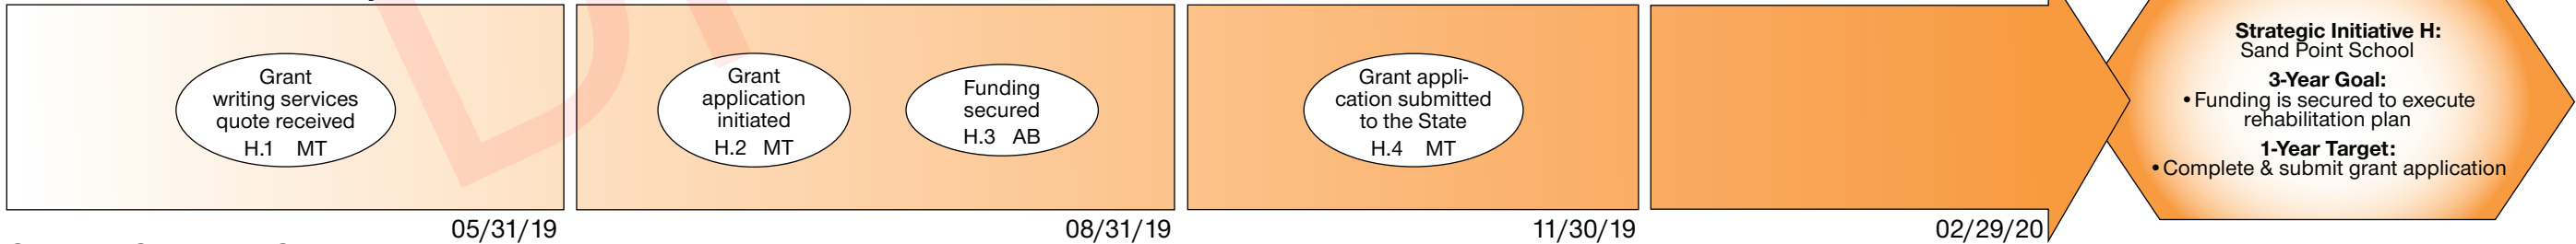 Grant
writing services
quote received
H.1 MT
05/31/19
Grant
application
initiated
H.2 MT
Funding
secured
H.3 AB
08/31/19
Grant appli-
cation submitted
to the State
H.4 MT
11/30/19
02/29/20
Strategic Initiative H:
Sand Point School
3-Year Goal:
• Funding is secured to execute
rehabilitation plan
1-Year Target:
• Complete & submit grant application